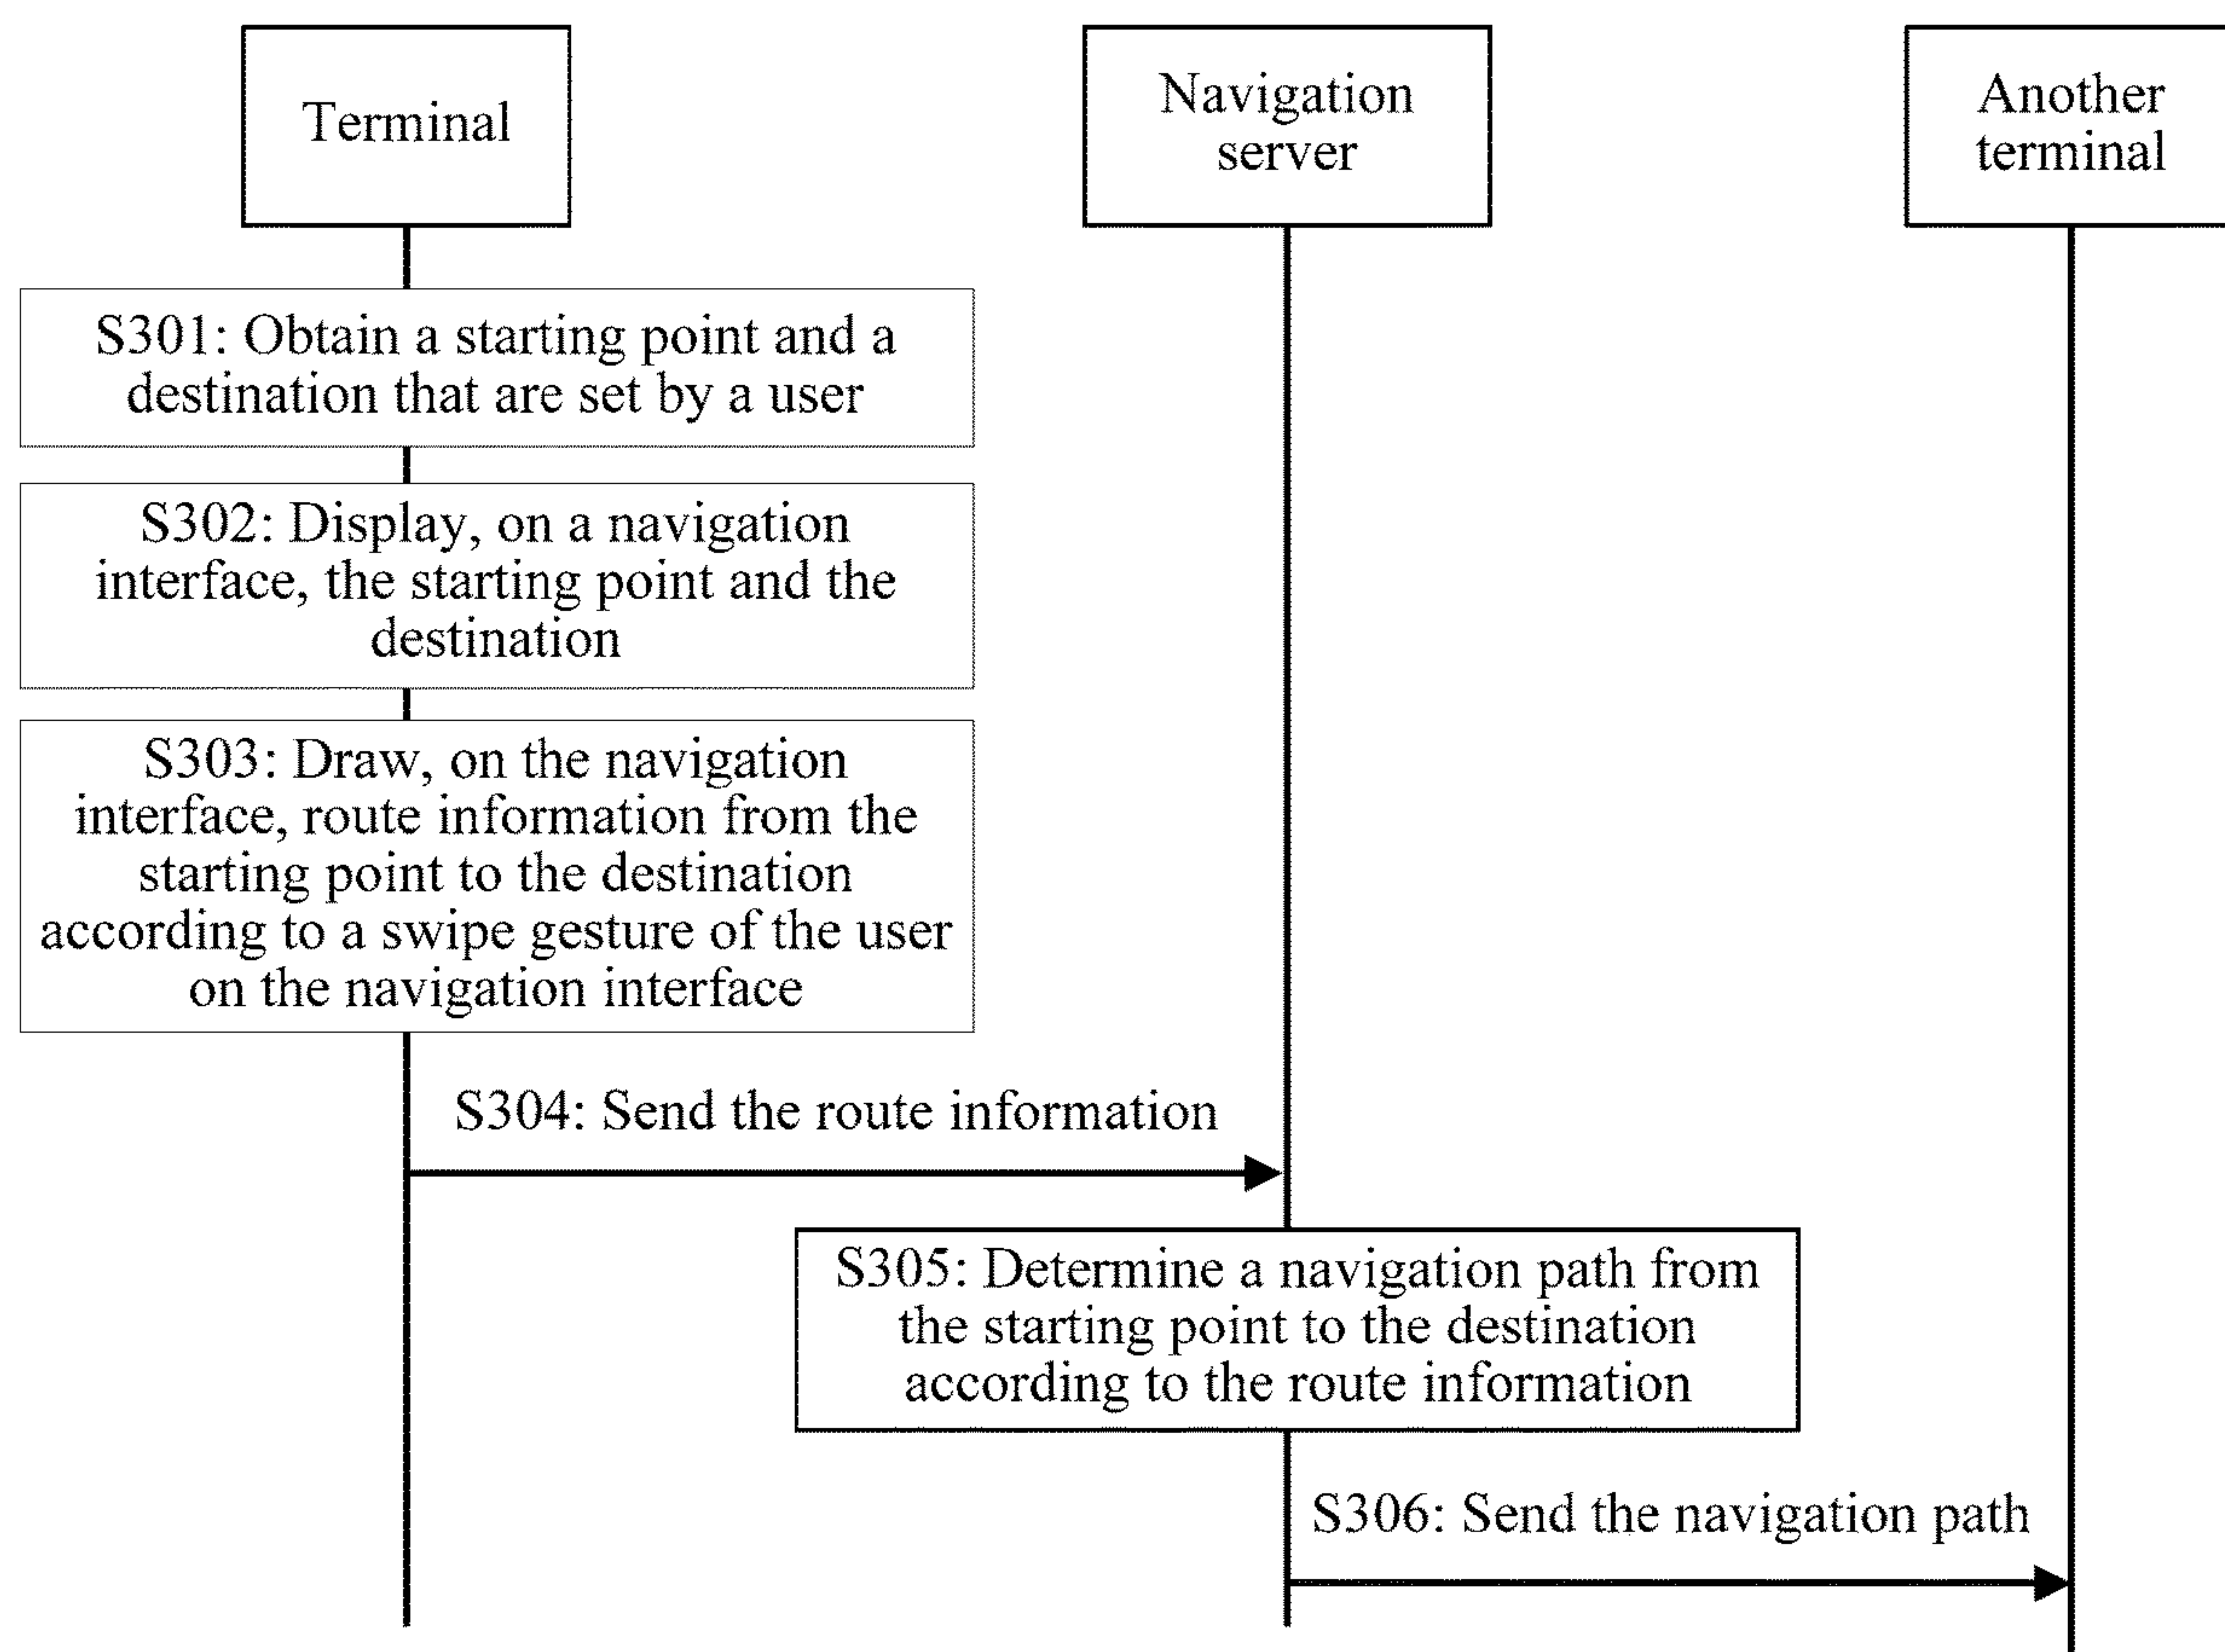 Terminal
Navigation
server
Another
terminal
S301: Obtain a starting point and a
destination that are set by a user
S302: Display, on a navigation
interface, the starting point and the
destination
S303: Draw, on the navigation
interface, route information from the
starting point to the destination
according to a swipe gesture of the user
on the navigation interface
S304: Send the route information
S305: Determine a navigation path from
the starting point to the destination
according to the route information
S306: Send the navigation path